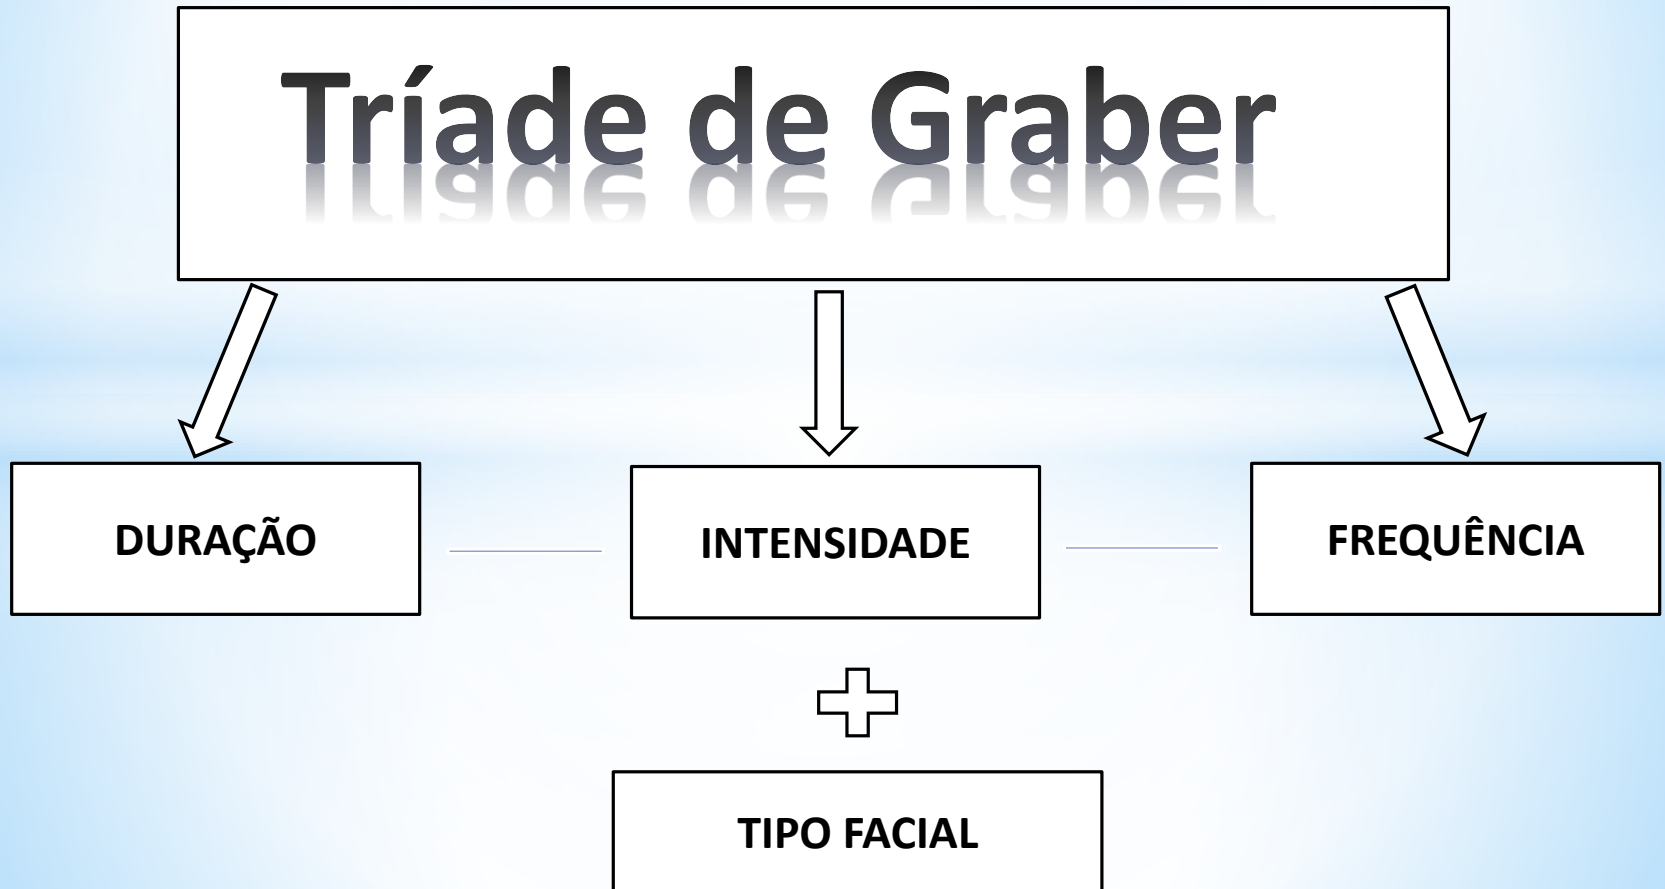 Tríade de Graber
DURAÇÃO
INTENSIDADE
FREQUÊNCIA
TIPO FACIAL